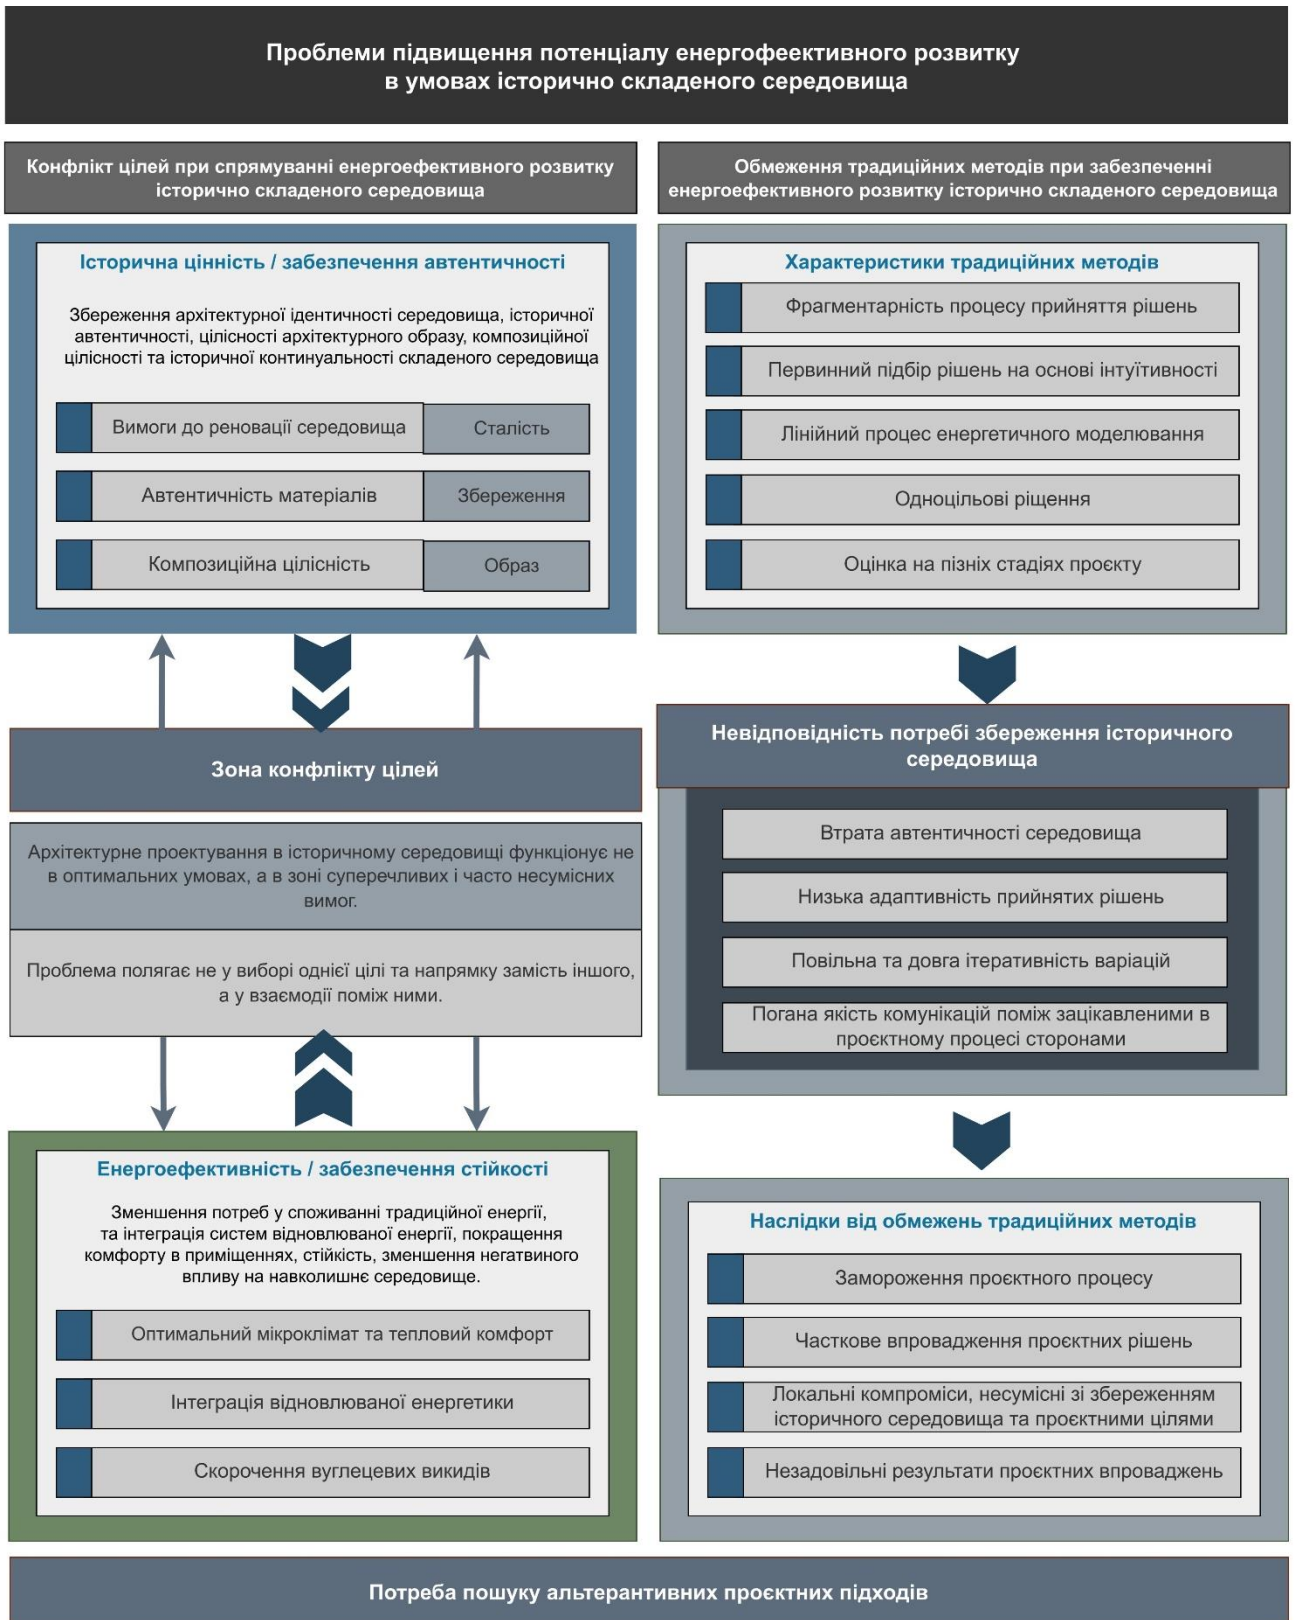 Проблеми підвищення потенціалу енергофеективного розвитку
в умовах історично складеного середовища
Конфлікт цілей при спрямуванні енергоефективного розвитку
історично складеного середовища
Історична цінність / забезпечення автентичності
Збереження архітектурної ідентичності середовища, історичної
автентичності, цілісності архітектурного образу, композиційної
цілісності та історичної континуальності складеного середовища
Вимоги до реновації середовища
Сталість
Автентичність матеріалів
Збереження
Композиційна цілісність
Образ
Зона конфлікту цілей
Архітектурне проектування в історичному середовищі функціонує не
в оптимальних умовах, а в зоні суперечливих і часто несумісних
вимог.
Проблема полягає не у виборі однієї цілі та напрямку замість іншого,
а у взаємодії поміж ними.
Енергоефективність / забезпечення стійкості
Зменшення потреб у споживанні традиційної енергії,
та інтеграція систем відновлюваної енергії, покращення
комфорту в приміщеннях, стійкість, зменшення негатвиного
впливу на навколишнє середовище.
Оптимальний мікроклімат та тепловий комфорт
Інтеграція відновлюваної енергетики
Скорочення вуглецевих викидів
Обмеження традиційних методів при забезпеченні
енергоефективного розвитку історично складеного середовища
Характеристики традиційних методів
Фрагментарність процесу прийняття рішень
Первинний підбір рішень на основі інтуїтивності
Лінійний процес енергетичного моделювання
Одноцільові ріщення
Оцінка на пізніх стадіях проєкту
Невідповідність потребі збереження історичного
середовища
Втрата автентичності середовища
Низька адаптивність прийнятих рішень
Повільна та довга ітеративність варіацій
Погана якість комунікацій поміж зацікавленими в
проєктному процесі сторонами
Наслідки від обмежень традиційних методів
Замороження проєктного процесу
Часткове впровадження проєктних рішень
Локальні компроміси, несумісні зі збереженням
історичного середовища та проєктними цілями
Незадовільні результати проєктних впроваджень
Потреба пошуку альтерантивних проєктних підходів